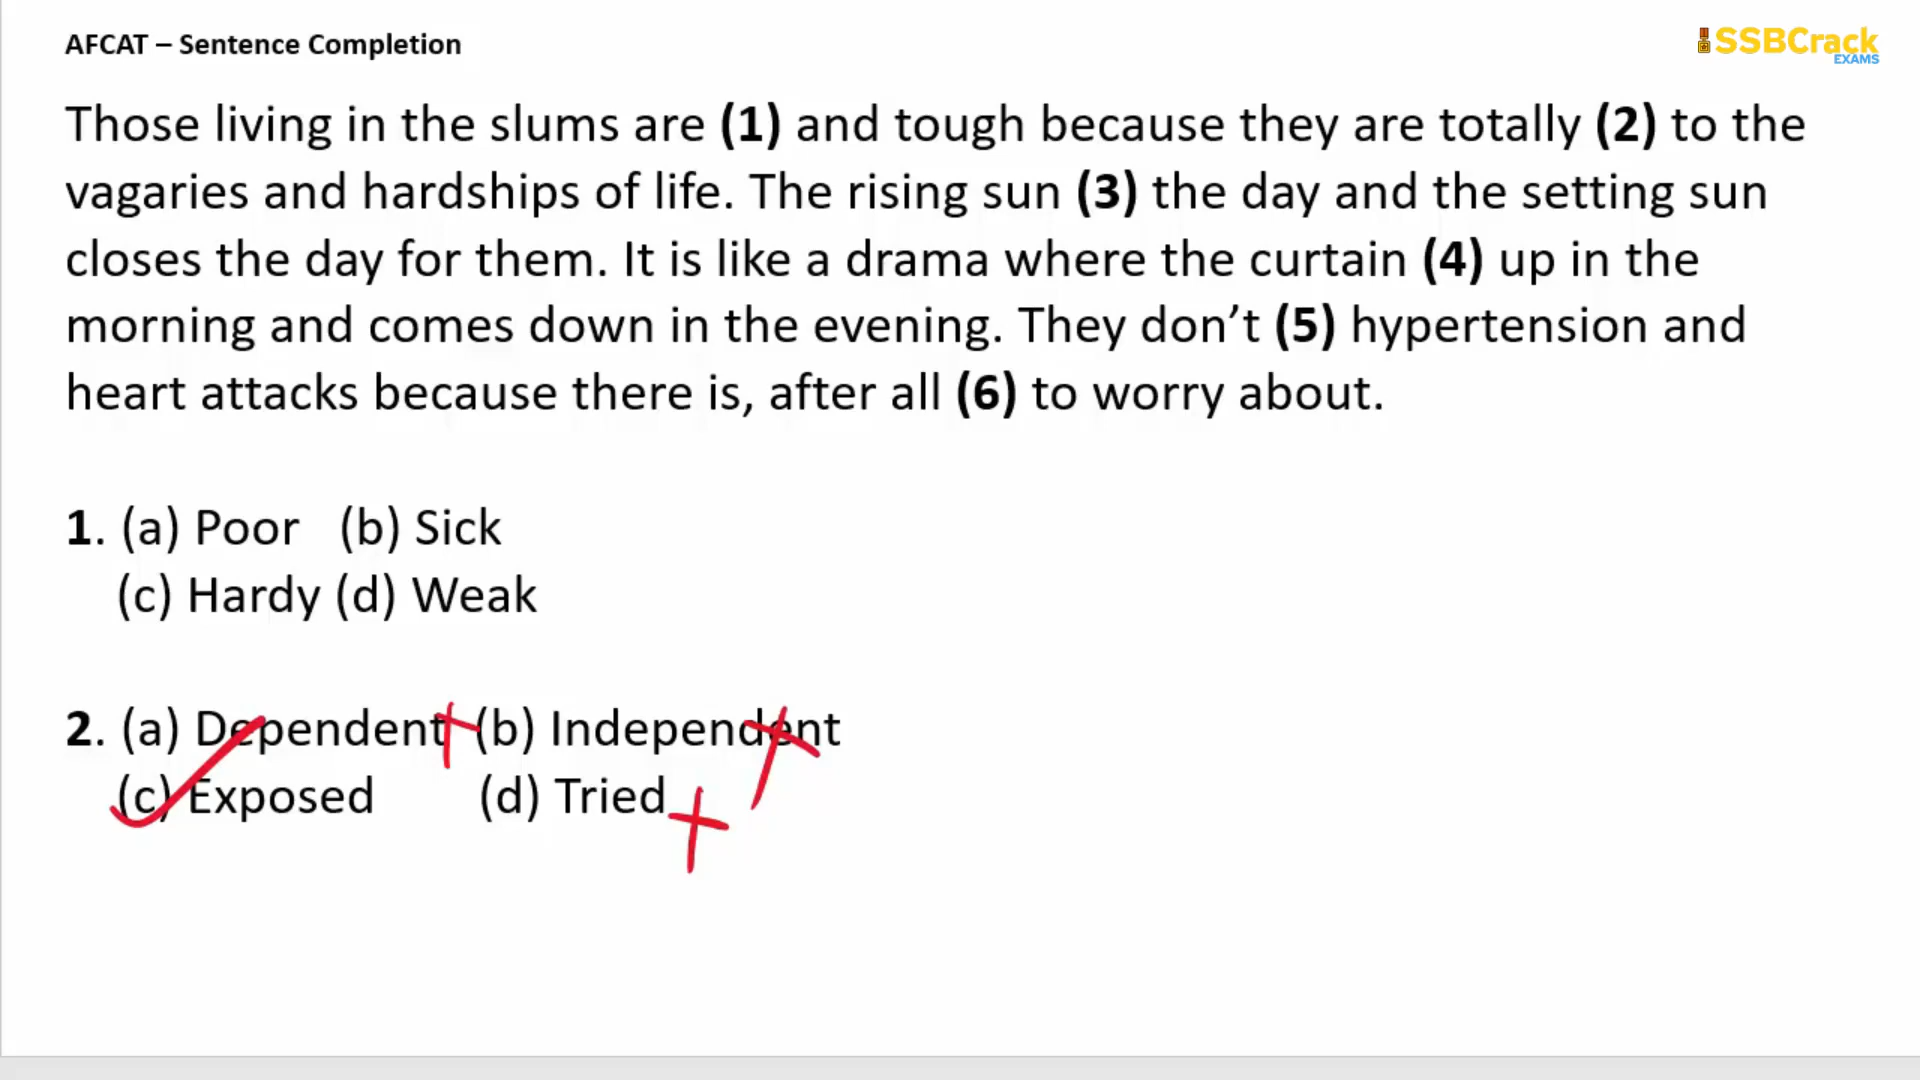 AFCAT – Sentence Completion
SSBCrack
EXAMS
Those living in the slums are (1) and tough because they are totally (2) to the
vagaries and hardships of life. The rising sun (3) the day and the setting sun
closes the day for them. It is like a drama where the curtain (4) up in the
morning and comes down in the evening. They don’t (5) hypertension and
heart attacks because there is, after all (6) to worry about.
1. (a) Poor (b) Sick
(c) Hardy (d) Weak
2. (a) Dependent (b) Independent
(c) Exposed (d) Tried